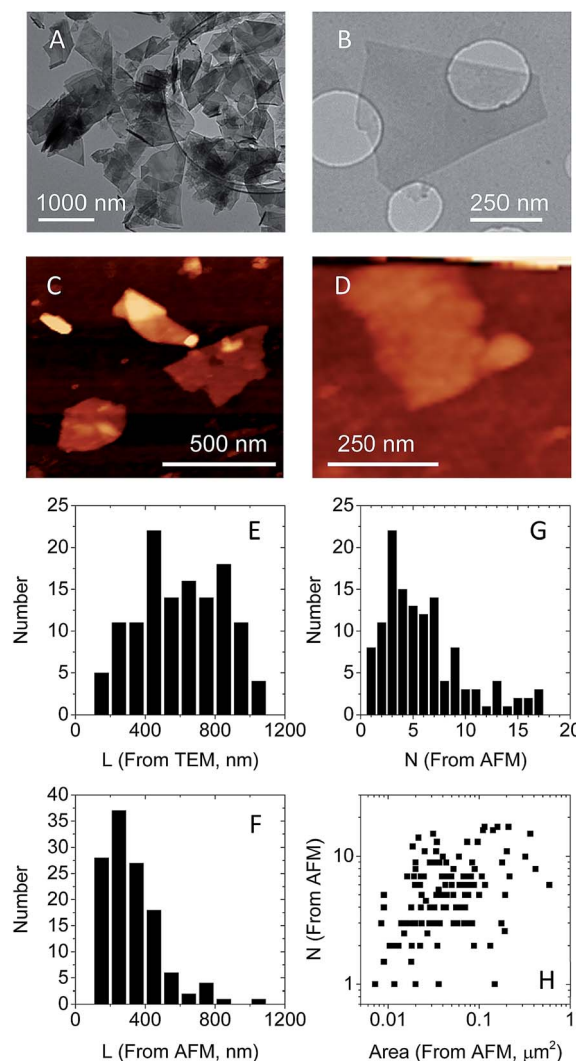 A
B
1000 nm
250 nm
C
D
500 nm
250 nm
25
20
15
10
5
0
Number
E
0
400
800
1200
L (From TEM, nm)
25
20
15
10
5
0
Number
G
0
5
10
15
20
N (From AFM)
40
35
30
25
20
15
10
5
0
Number
F
0
400
800
1200
L (From AFM, nm)
10
1
N (From AFM)
H
0.01
0.1
1
Area (From AFM, μm²)